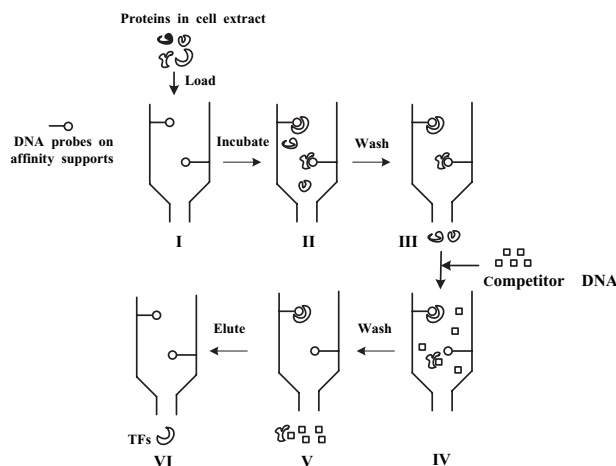 Proteins in cell extract
Load
DNA probes on
affinity supports
Incubate
Wash
I
II
III
Competitor DNA
Elute
Wash
TFs
VI
V
IV